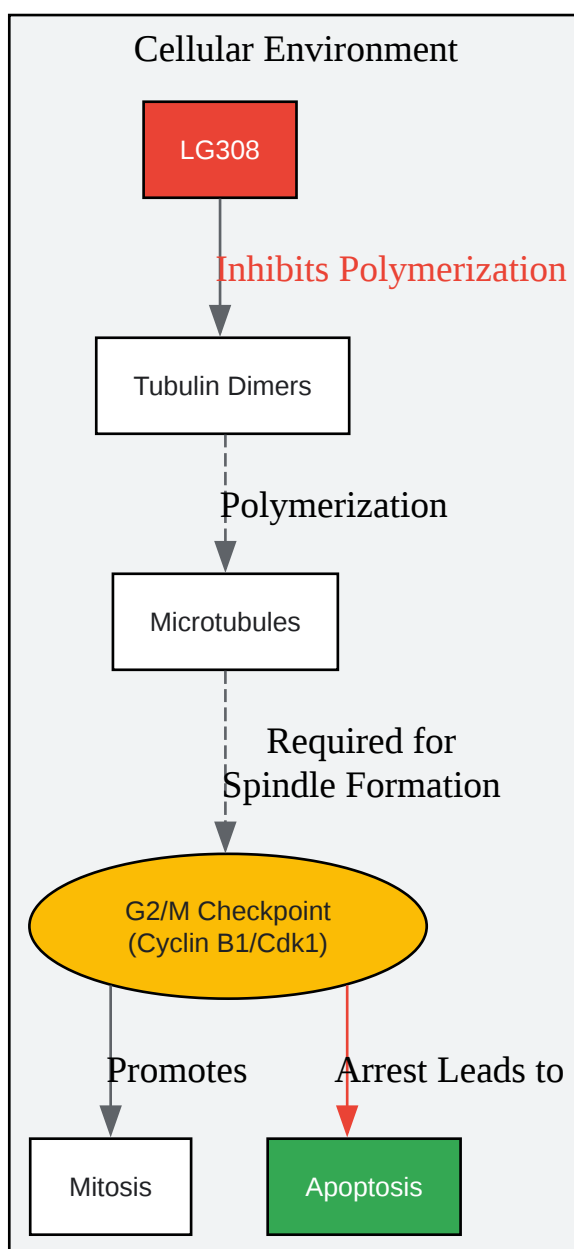 Cellular Environment
LG308
Inhibits Polymerization
Tubulin Dimers
Polymerization
Microtubules
Required for
Spindle Formation
G2/M Checkpoint
(Cyclin B1/Cdk1)
Promotes
Arrest Leads to
Mitosis
Apoptosis